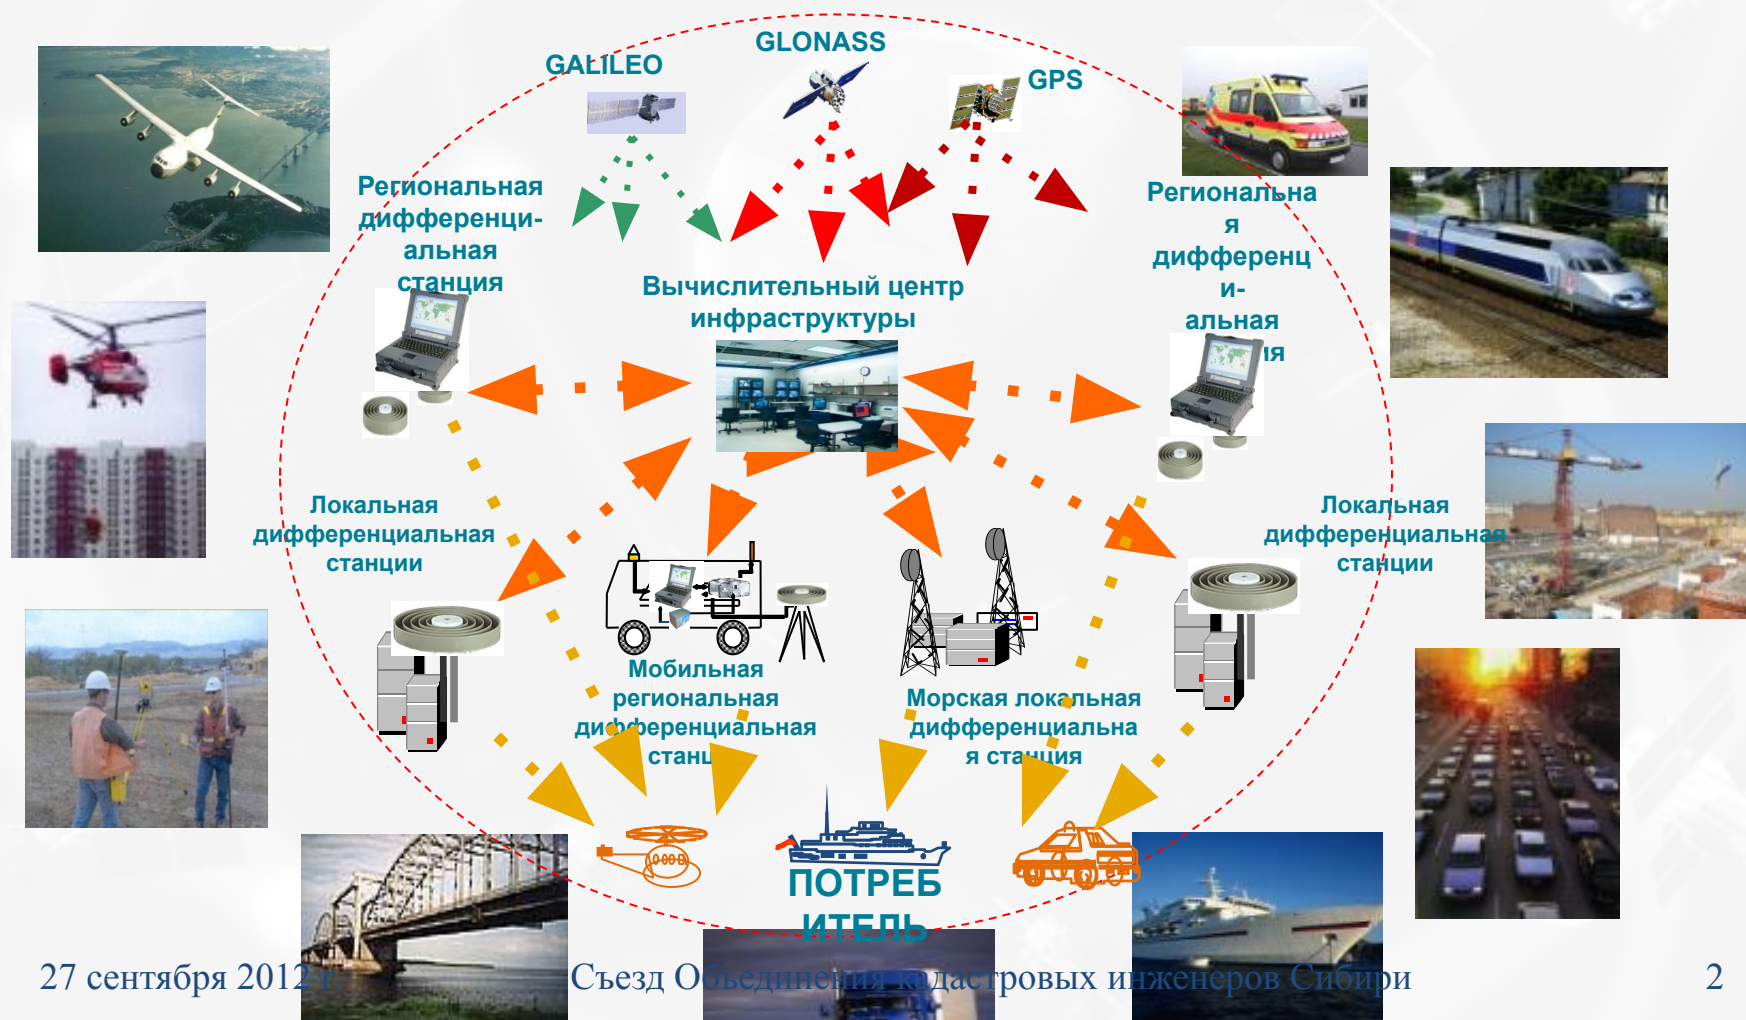 GLONASS
GALILEO
GPS
Региональная
дифференци-
альная
станция
Региональна
я
дифференц
и-
альная
Вычислительный центр
инфраструктуры
Локальная
дифференциальная
станции
Локальная
дифференциальная
станции
Мобильная
региональная
дифференциальная
Морская локальная
дифференциальна
я станция
ПОТРЕБ
ИТЕЛЬ
27 сентября 2012 г.
Съезд Объединения кадастровых инженеров Сибири
2